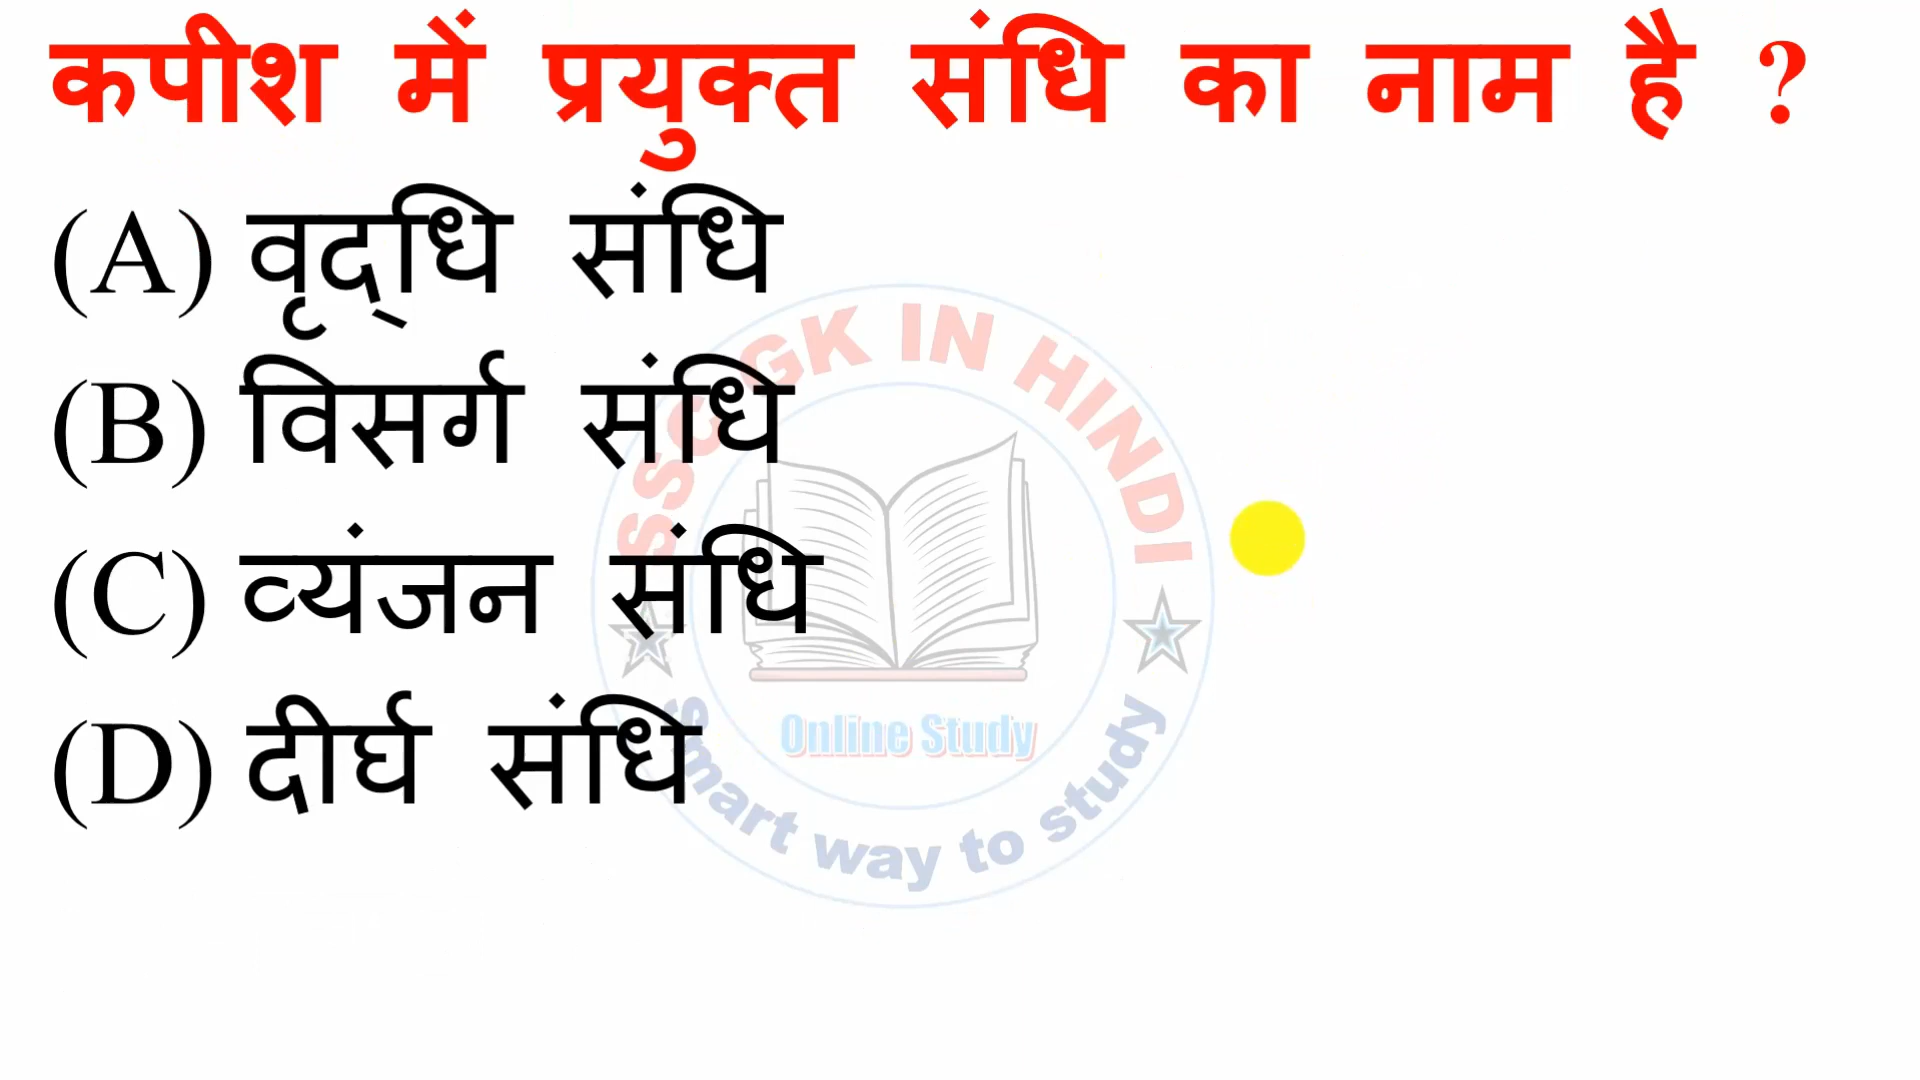 कपीश में प्रयुक्त संधि का नाम है ?
(A) वृद्‌धि संधि
(B) विसर्ग संधि
(C) व्यंजन संधि
(D) दीर्घ संधि
SSC GK IN HINDI
Online Study
Smart way to study